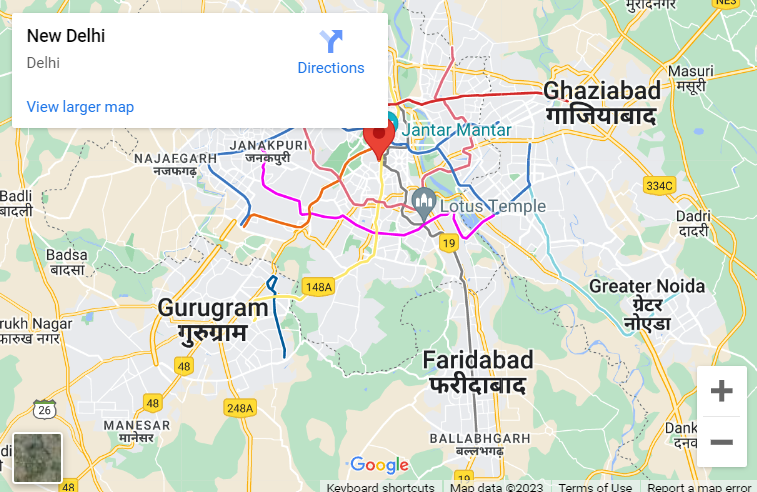 New Delhi
Delhi
Directions
View larger map
मुरादनगर
NE3
Ghaziabad
गाज़ियाबाद
Masuri
मसूरी
Jantar Mantar
JANAKPURI
जनकपुरी
NAJAFGARH
नजफगढ़
334C
Badli
बादली
Lotus Temple
Dadri
दादरी
19
Badsa
बाढसा
148A
Greater Noida
ग्रेटर
नोएडा
Gurugram
गुरुग्राम
rukh Nagar
फारुख नगर
Faridabad
फरीदाबाद
48
48
26
248A
MANESAR
मानेसर
BALLABHGARH
बल्लभगढ़
Dank
दनक
Google
19
48
Keyboard shortcuts
Map data ©2023
Terms of Use
Report a map error